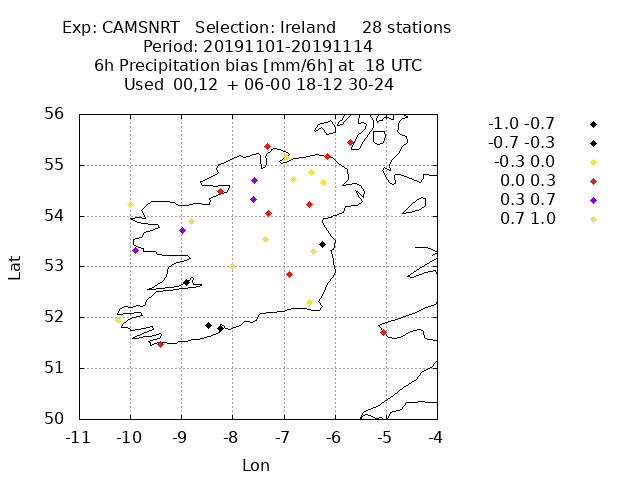 Exp: CAMSNRT   Selection: Ireland     28 stations
Period: 20191101-20191114
6h Precipitation bias [mm/6h] at  18 UTC
Used  00,12  + 06-00 18-12 30-24
-1.0 -0.7
-0.7 -0.3
-0.3 0.0
0.0 0.3
0.3 0.7
0.7 1.0
56
55
54
53
52
51
50
Lat
-11 -10 -9 -8 -7 -6 -5 -4
Lon